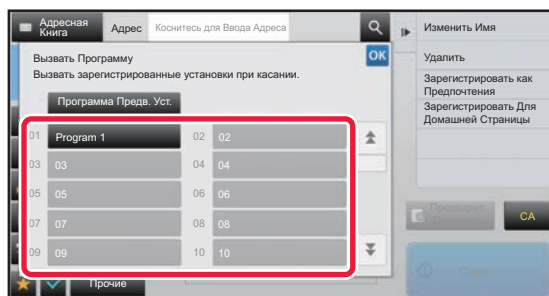 Адресная Книга
Адрес
Коснитесь для Ввода Адреса
Изменить Имя
Вызвать Программу
OK
Удалить
Вызвать зарегистрированные установки при касании.
Зарегистрировать как
Предпочтения
Программа Предв. Уст.
Зарегистрировать Для
Домашней Страницы
01 Program 1 02 02
03 03 04 04
05 05 06 06
07 07 08 08
CA
09 09 10 10
Прочие